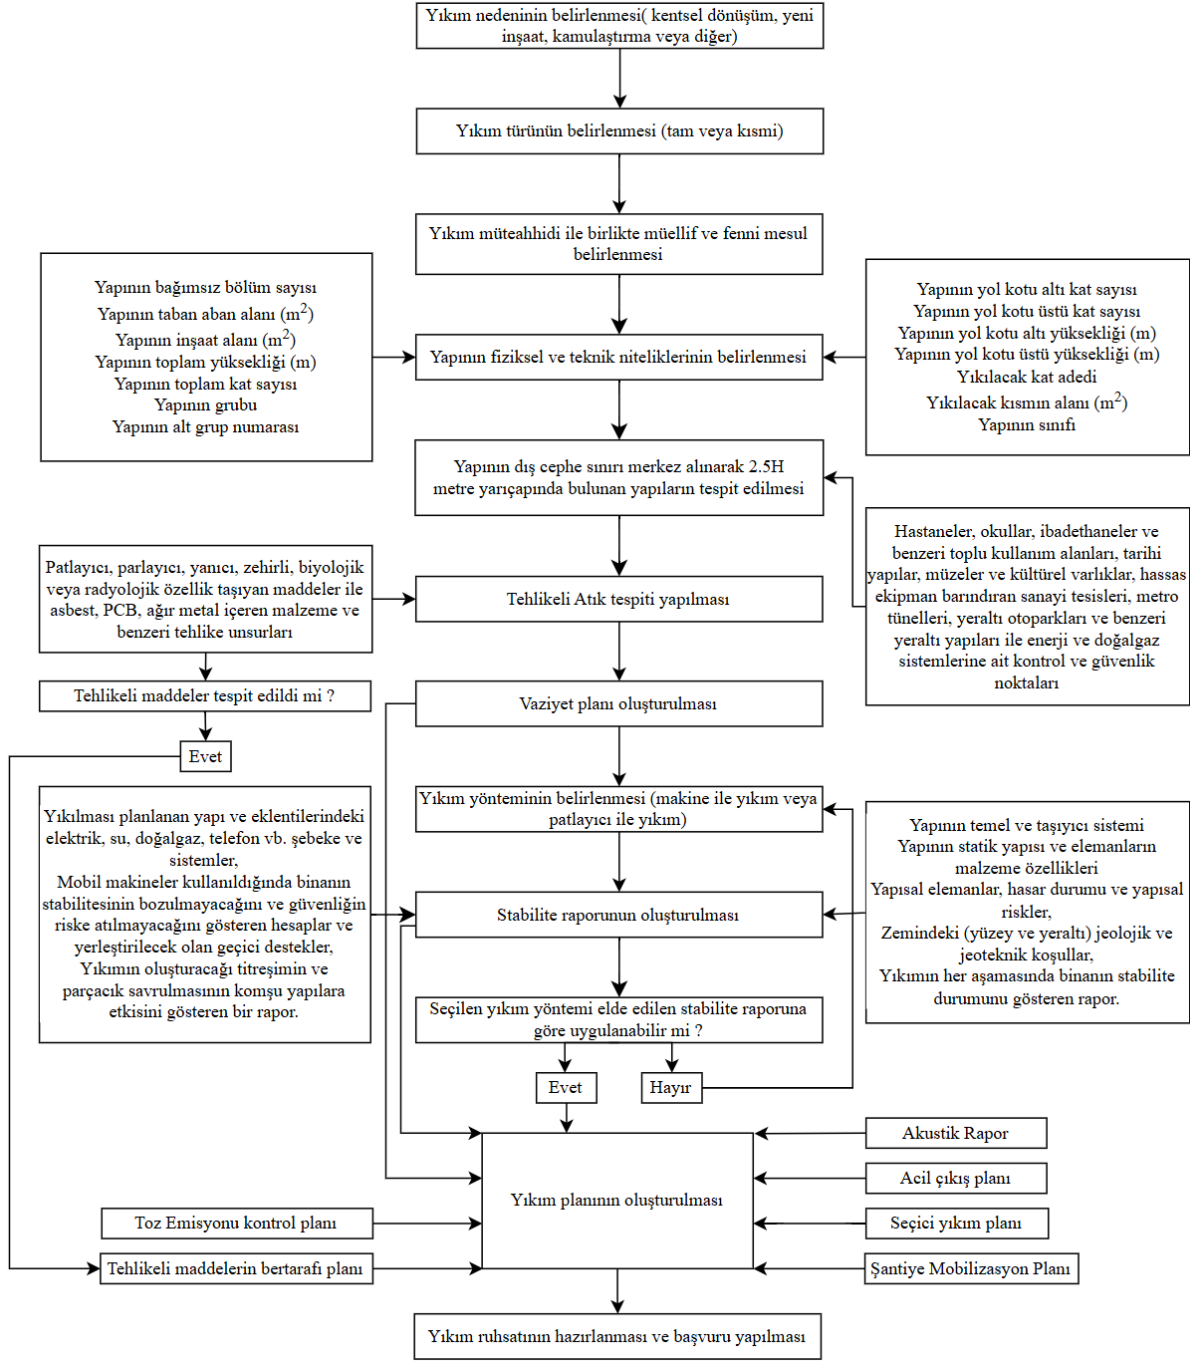 Yıkım nedeninin belirlenmesi( kentsel dönüşüm, yeni
inşaat, kamulaştırma veya diğer)
Yıkım türünün belirlenmesi (tam veya kısmi)
Yıkım müteahhidi ile birlikte müellif ve fenni mesul
belirlenmesi
Yapının bağımsız bölüm sayısı
Yapının taban aban alanı (m²)
Yapının inşaat alanı (m²)
Yapının toplam yüksekliği (m)
Yapının toplam kat sayısı
Yapının grubu
Yapının alt grup numarası
Yapının fiziksel ve teknik niteliklerinin belirlenmesi
Yapının yol kotu altı kat sayısı
Yapının yol kotu üstü kat sayısı
Yapının yol kotu altı yüksekliği (m)
Yapının yol kotu üstü yüksekliği (m)
Yıkılacak kat adedi
Yıkılacak kısmın alanı (m²)
Yapının sınıfı
Yapının dış cephe sınırı merkez alınarak 2.5H
metre yarıçapında bulunan yapıların tespit edilmesi
Hastaneler, okullar, ibadethaneler ve
benzeri toplu kullanım alanları, tarihi
yapılar, müzeler ve kültürel varlıklar, hassas
ekipman barındıran sanayi tesisleri, metro
tünelleri, yeraltı otoparkları ve benzeri
yeraltı yapıları ile enerji ve doğalgaz
sistemlerine ait kontrol ve güvenlik
noktaları
Patlayıcı, parlayıcı, yanıcı, zehirli, biyolojik
veya radyolojik özellik taşıyan maddeler ile
asbest, PCB, ağır metal içeren malzeme ve
benzeri tehlike unsurları
Tehlikeli Atık tespiti yapılması
Tehlikeli maddeler tespit edildi mi ?
Evet
Vaziyet planı oluşturulması
Yıkım yönteminin belirlenmesi (makine ile yıkım veya
patlayıcı ile yıkım)
Yıkılması planlanan yapı ve eklentilerindeki
elektrik, su, doğalgaz, telefon vb. şebeke ve
sistemler,
Mobil makineler kullanıldığında binanın
stabilitesinin bozulmayacağını ve güvenliğin
riske atılmayacağını gösteren hesaplar ve
yerleştirilecek olan geçici destekler,
Yıkımın oluşturacağı titreşimin ve
parçacık savrulmasının komşu yapılara
etkisini gösteren bir rapor.
Stabilite raporunun oluşturulması
Yapının temel ve taşıyıcı sistemi
Yapının statik yapısı ve elemanların
malzeme özellikleri
Yapısal elemanlar, hasar durumu ve yapısal
riskler,
Zemindeki (yüzey ve yeraltı) jeolojik ve
jeoteknik koşullar,
Yıkımın her aşamasında binanın stabilite
durumunu gösteren rapor.
Seçilen yıkım yöntemi elde edilen stabilite raporuna
göre uygulanabilir mi ?
Evet
Hayır
Yıkım planının oluşturulması
Akustik Rapor
Acil çıkış planı
Seçici yıkım planı
Şantiye Mobilizasyon Planı
Toz Emisyonu kontrol planı
Tehlikeli maddelerin bertarafı planı
Yıkım ruhsatının hazırlanması ve başvuru yapılması